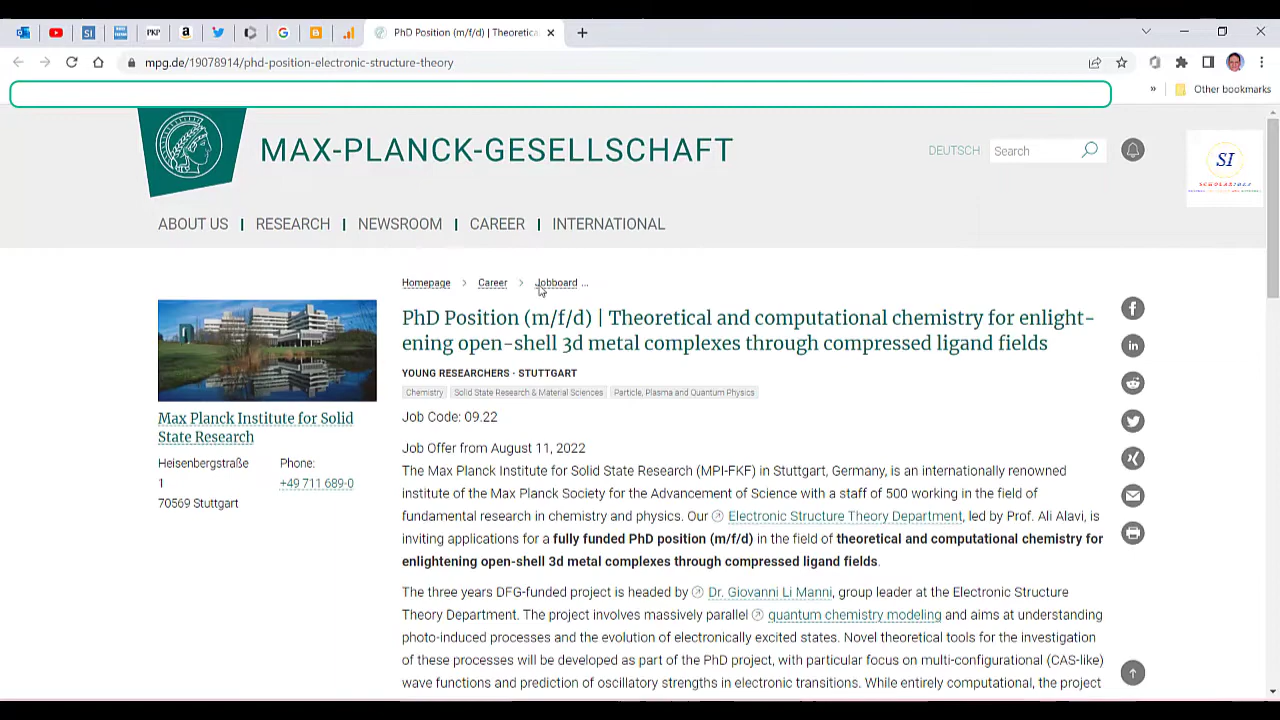 PKP
PhD Position (m/f/d) | Theoretica
mpg.de/19078914/phd-position-electronic-structure-theory
» Other bookmarks
MAX-PLANCK-GESELLSCHAFT
DEUTSCH
Search
SI
ABOUT US | RESEARCH | NEWSROOM | CAREER | INTERNATIONAL
Homepage > Career > Jobboard ...
PhD Position (m/f/d) | Theoretical and computational chemistry for enlight-
ening open-shell 3d metal complexes through compressed ligand fields
YOUNG RESEARCHERS · STUTTGART
Chemistry Solid State Research & Material Sciences Particle, Plasma and Quantum Physics
Job Code: 09.22
Max Planck Institute for Solid
State Research
Heisenbergstraße
1
70569 Stuttgart
Phone:
+49 711 689-0
Job Offer from August 11, 2022
The Max Planck Institute for Solid State Research (MPI-FKF) in Stuttgart, Germany, is an internationally renowned
institute of the Max Planck Society for the Advancement of Science with a staff of 500 working in the field of
fundamental research in chemistry and physics. Our Electronic Structure Theory Department, led by Prof. Ali Alavi, is
inviting applications for a fully funded PhD position (m/f/d) in the field of theoretical and computational chemistry for
enlightening open-shell 3d metal complexes through compressed ligand fields.
The three years DFG-funded project is headed by Dr. Giovanni Li Manni, group leader at the Electronic Structure
Theory Department. The project involves massively parallel quantum chemistry modeling and aims at understanding
photo-induced processes and the evolution of electronically excited states. Novel theoretical tools for the investigation
of these processes will be developed as part of the PhD project, with particular focus on multi-configurational (CAS-like)
wave functions and prediction of oscillatory strengths in electronic transitions. While entirely computational, the project